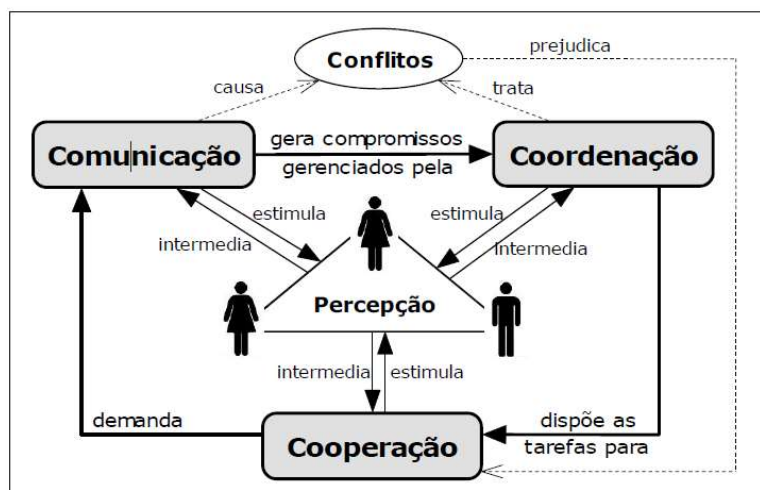 Conflitos
prejudica
causa
trata
Comunicação
gera compromissos
gerenciados pela
Coordenação
estimula
intermedia
estimula
intermedia
Percepção
intermedia
estimula
demanda
Cooperação
dispõe as
tarefas para